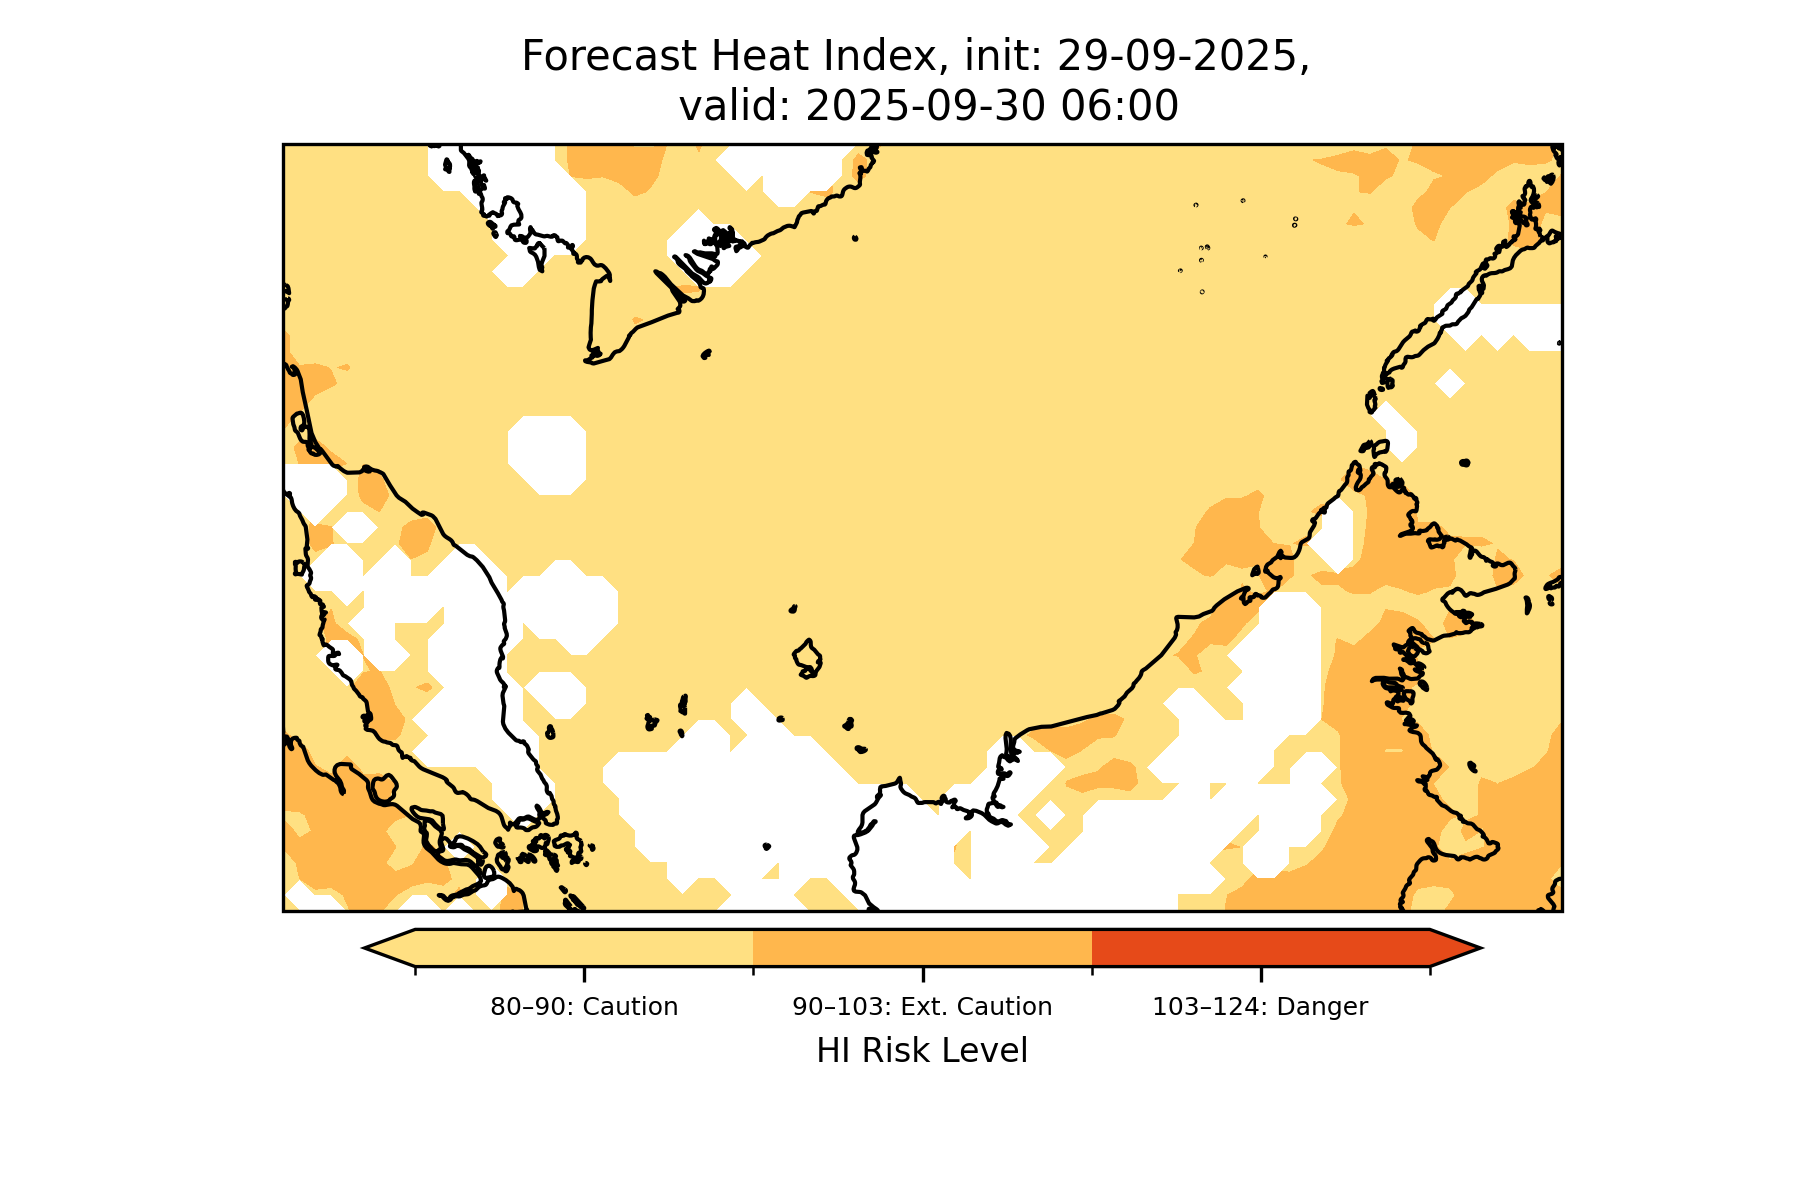 Forecast Heat Index, init: 29-09-2025,
valid: 2025-09-30 06:00
80–90: Caution
90–103: Ext. Caution
103–124: Danger
HI Risk Level